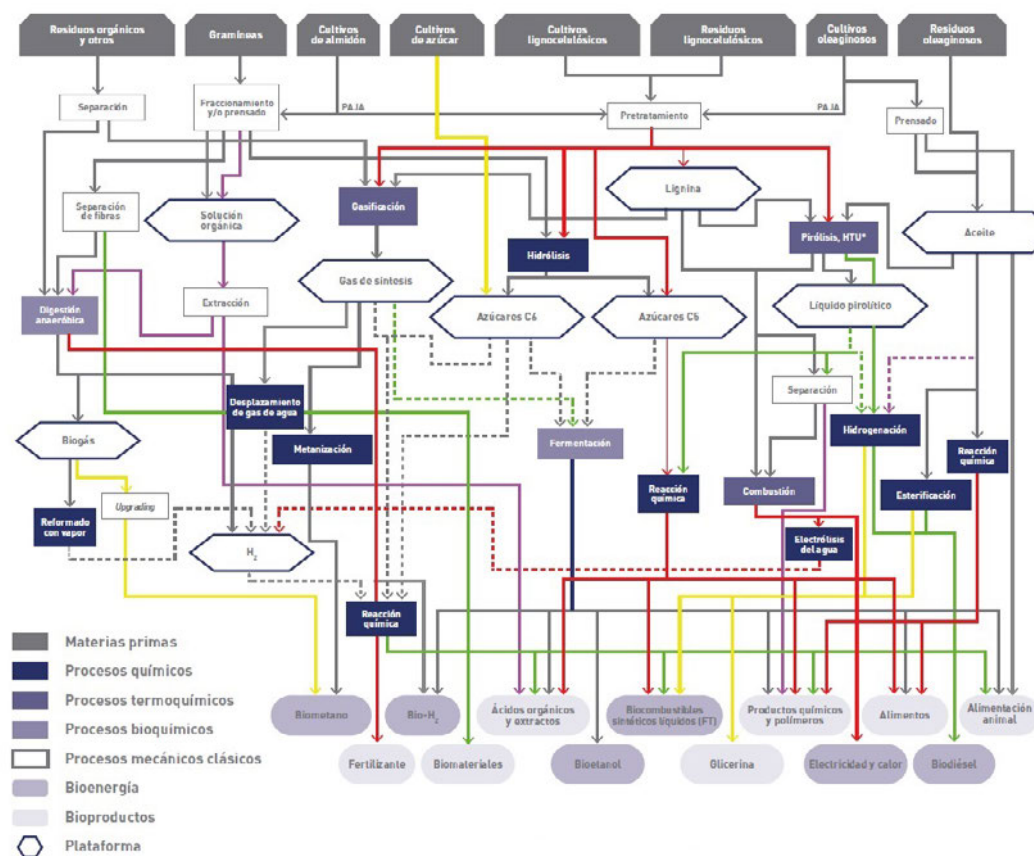 Residuos orgánicos
y otros
Gramíneas
Cultivos
de almidón
Cultivos
de azúcar
Cultivos
lignocelulósicos
Residuos
lignocelulósicos
Cultivos
oleaginosos
Residuos
oleaginosos
Separación
Fraccionamiento
y/o prensado
PAJA
Pretratamiento
PAJA
Prensado
Separación
de fibras
Solución
orgánica
Gasificación
Lignina
Pirólisis, HTU*
Aceite
Hidrólisis
Digestión
anaeróbica
Extracción
Gas de síntesis
Azúcares C6
Azúcares C5
Líquido pirolítico
Desplazamiento
de gas de agua
Separación
Biogás
Metanización
Fermentación
Hidrogenación
Reacción
química
Upgrading
Reacción
química
Combustión
Esterificación
Reformado
con vapor
H2
Electrólisis
del agua
Reacción
química
Materias primas
Procesos químicos
Procesos termoquímicos
Procesos bioquímicos
Procesos mecánicos clásicos
Bioenergía
Bioproductos
Plataforma
Biometano
Bio-H2
Ácidos orgánicos
y extractos
Biocombustibles
sintéticos líquidos (FT)
Productos químicos
y polímeros
Alimentos
Alimentación
animal
Fertilizante
Biomateriales
Bioetanol
Glicerina
Electricidad y calor
Biodiésel